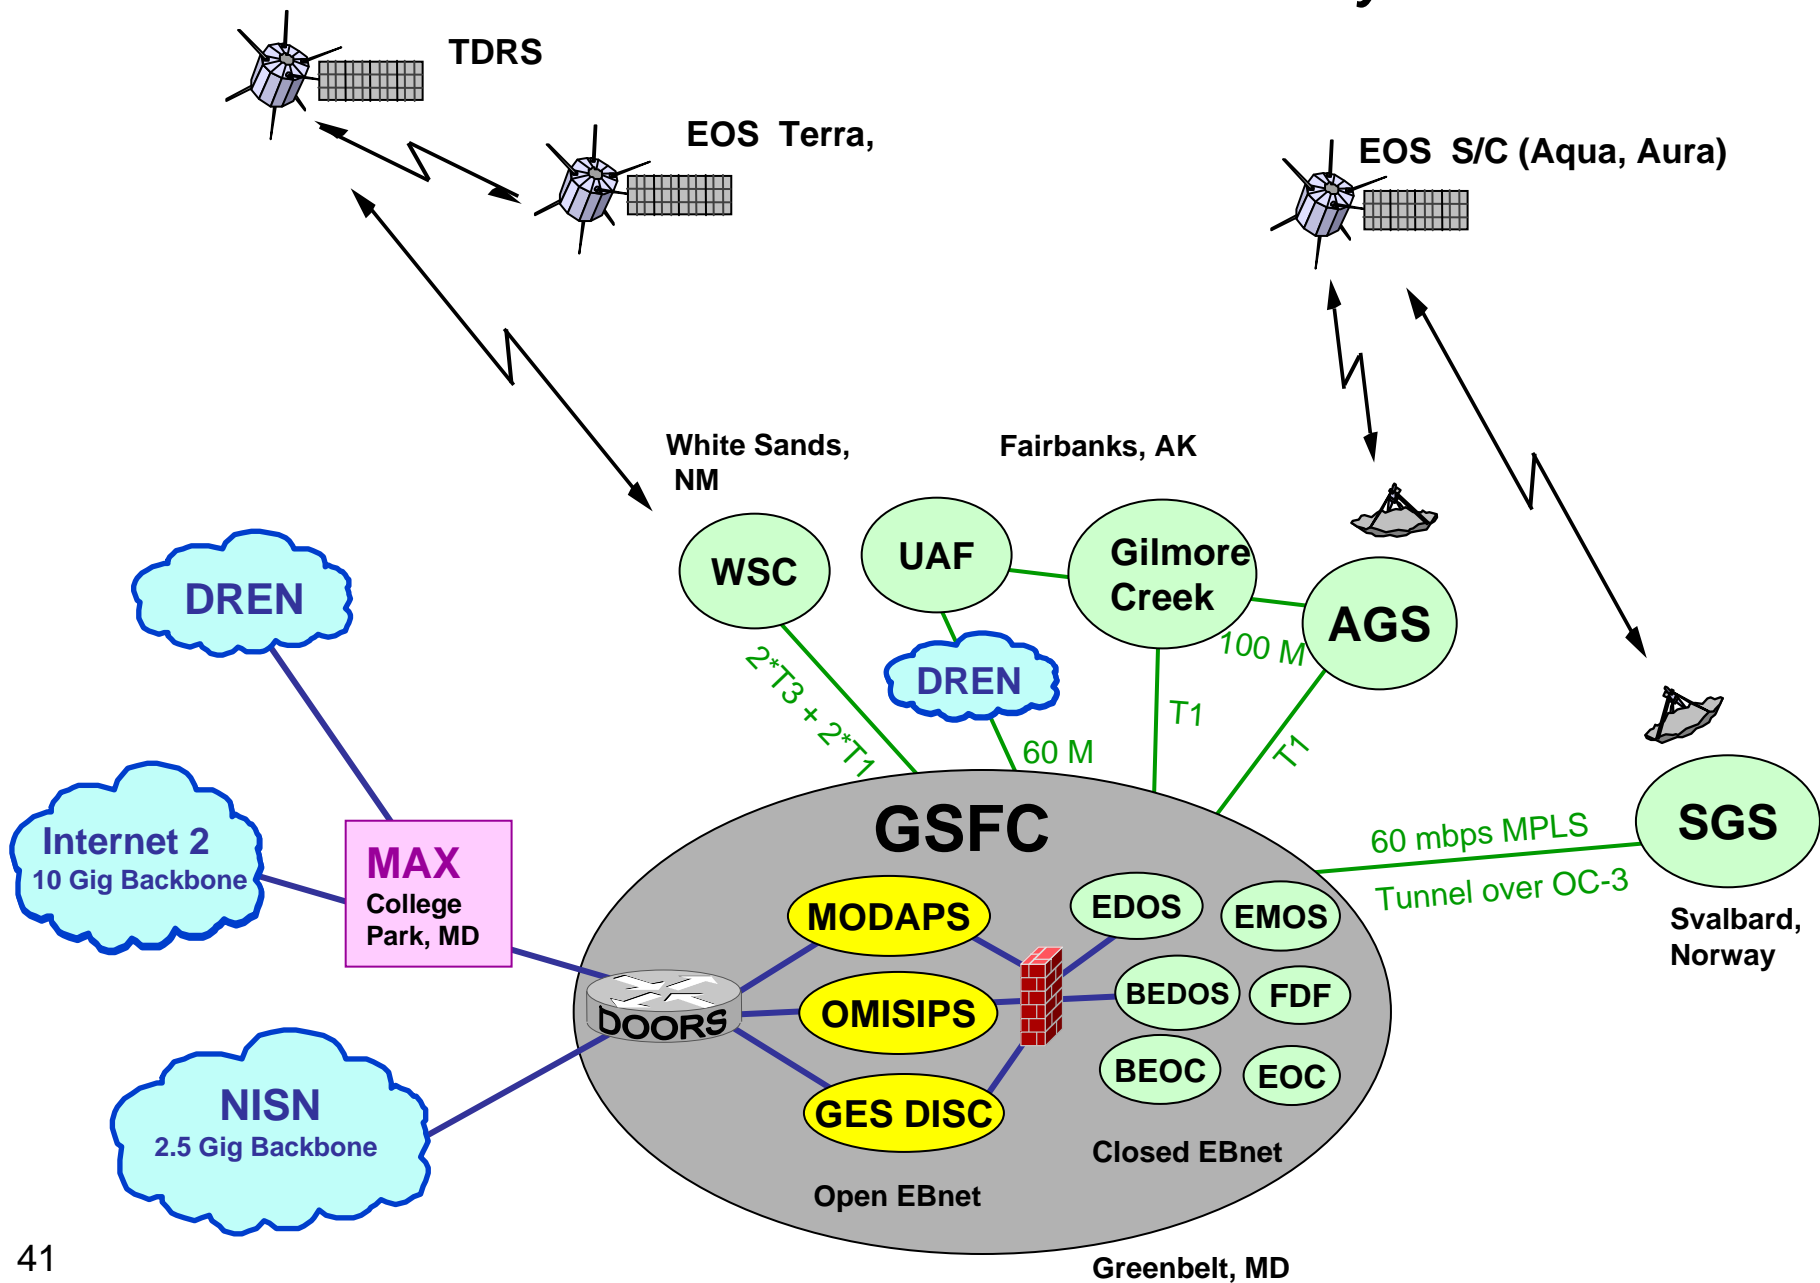 TDRS
EOS Terra,
EOS S/C (Aqua, Aura)
White Sands,
NM
Fairbanks, AK
WSC
UAF
Gilmore
Creek
AGS
DREN
DREN
100 M
2*T3 + 2*T1
T1
T1
60 M
GSFC
SGS
60 mbps MPLS
Tunnel over OC-3
Svalbard,
Norway
Internet 2
10 Gig Backbone
MAX
College
Park, MD
MODAPS
EDOS
EMOS
OMISIPS
BEDOS
FDF
DOORS
BEOC
EOC
GES DISC
NISN
2.5 Gig Backbone
Closed EBnet
Open EBnet
Greenbelt, MD
41